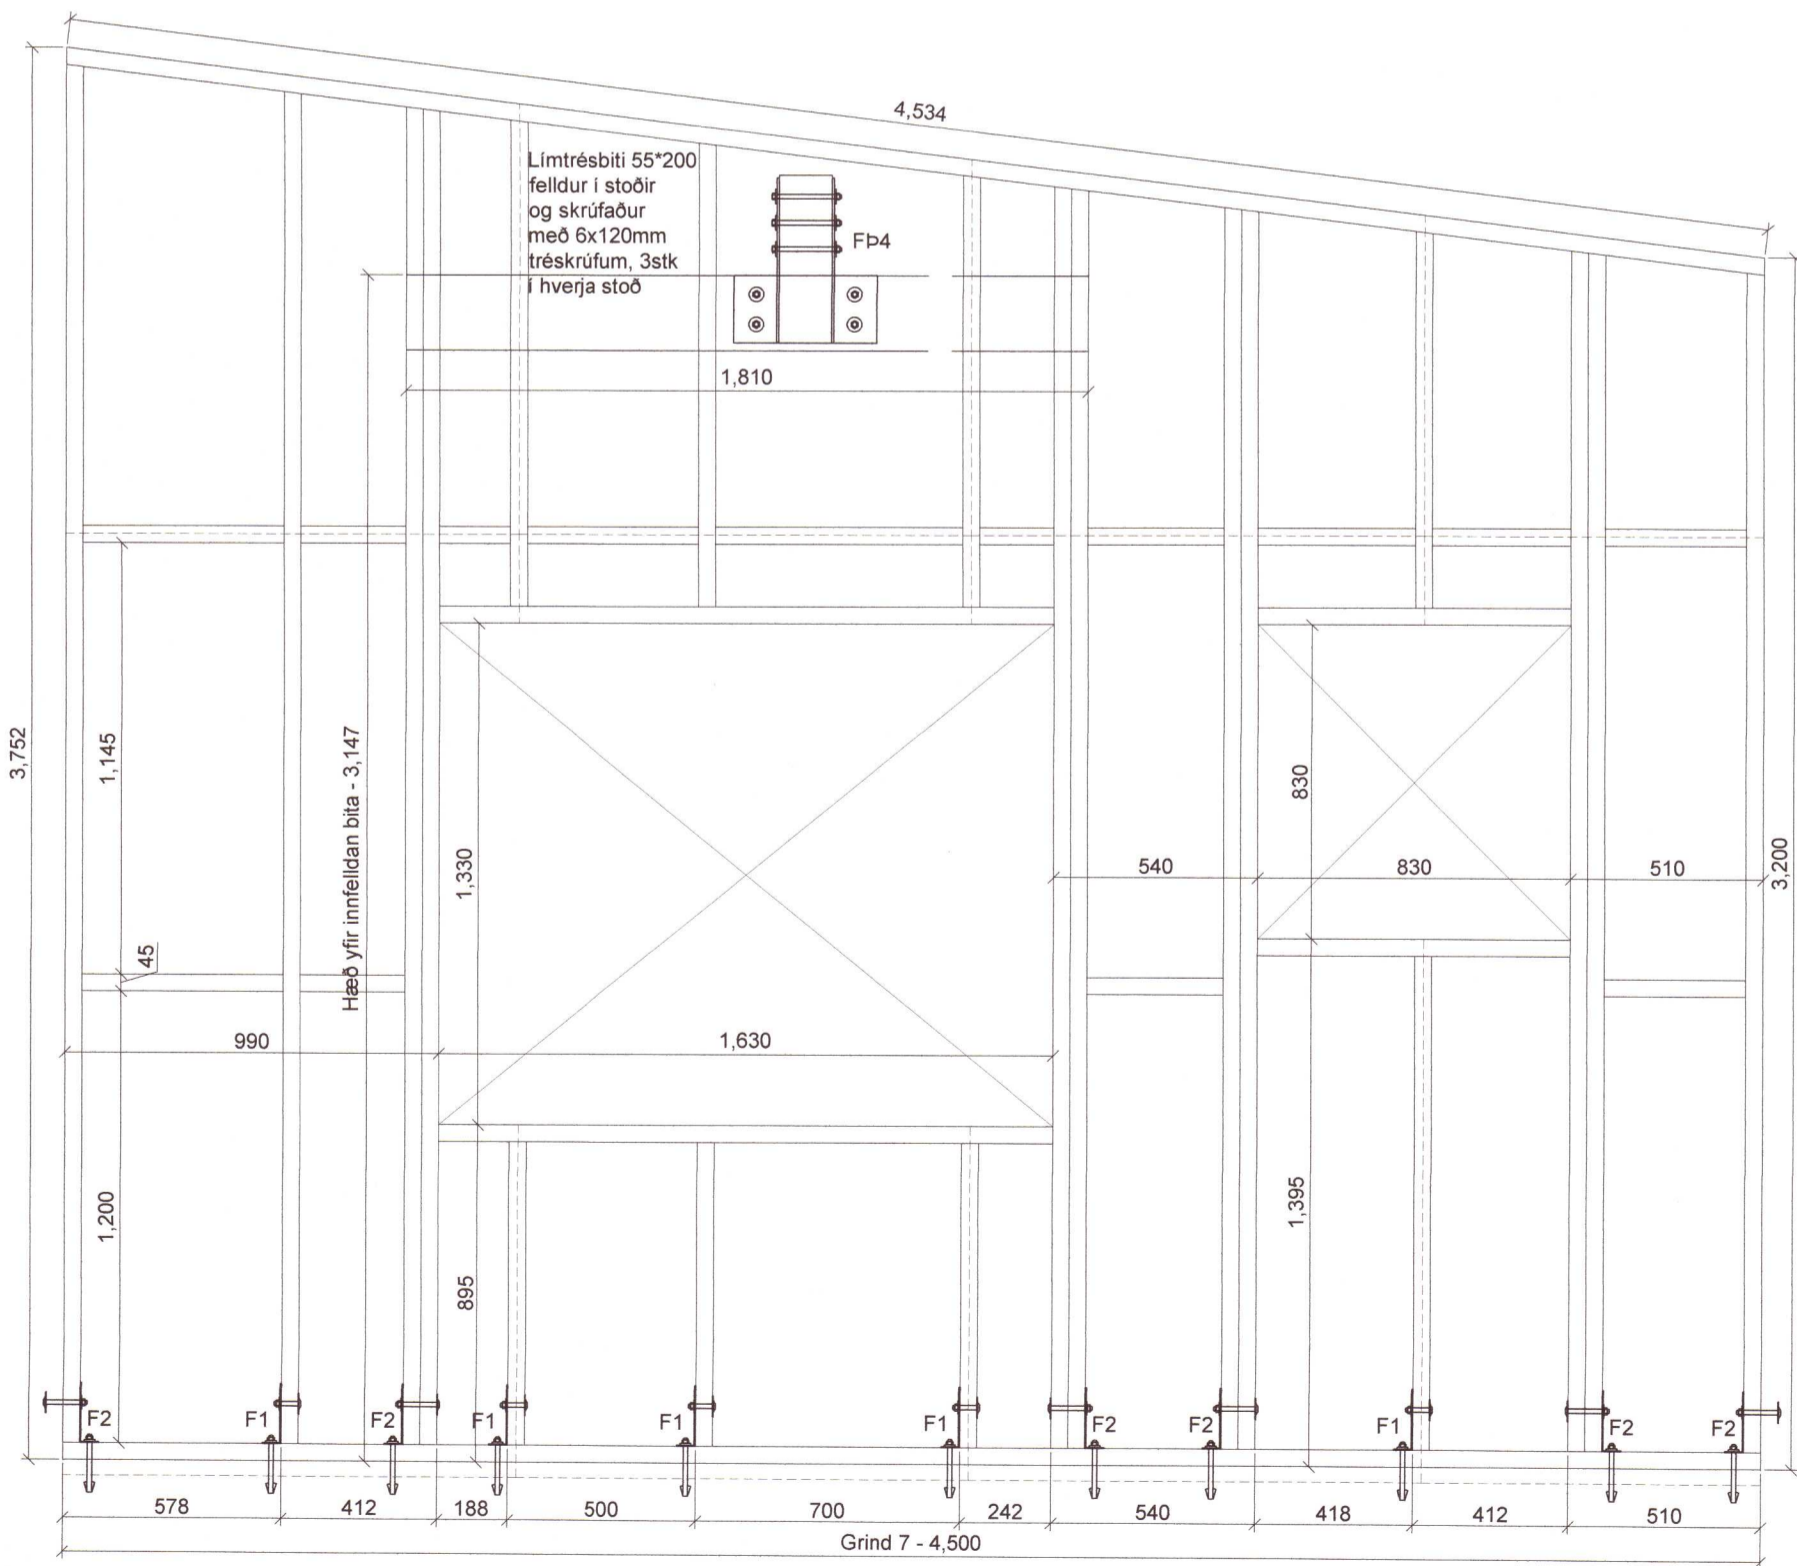 4,534
Límtrésbiti 55*200
felldur í stoðir
og skrúfaður
með 6x120mm
tréskrúfum, 3stk
í hverja stoð
FÞ4
1,810
3,752
1,145
Hæð yfir innfelldan bita - 3,147
1,330
830
540
830
510
3,200
45
990
1,630
1,200
895
1,395
F2
F1
F2
F1
F1
F1
F2
F2
F1
F2
F2
578
412
188
500
700
242
540
418
412
510
Grind 7 - 4,500